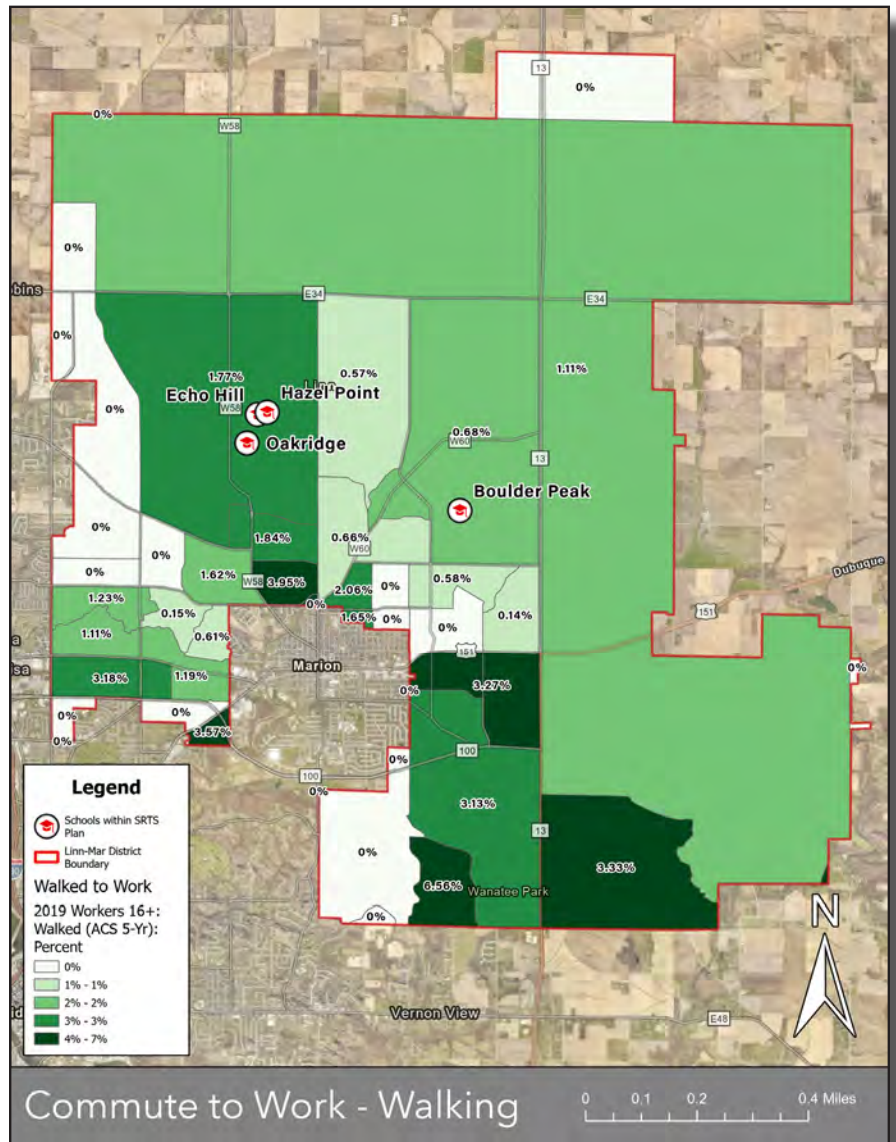 13
0%
0%
W58
0%
obins
E34
E34
0%
1.77%
Linn
0.57%
1.11%
Echo Hill
Hazel Point
W58
0%
Oakridge
0.68%
W60
13
Boulder Peak
0%
1.84%
0.66%
W60
0%
0%
1.62%
W58
3.95%
2.06%
0%
0.58%
Dubuque
1.23%
0.15%
0%
1.65%
0%
0%
0.14%
151
1.11%
0.61%
a
sa
3.18%
1.19%
Marion
151
3.27%
0%
0%
0%
0%
3.57%
0%
100
0%
13
100
0%
3.13%
0%
3.33%
6.56%
Wanatee Park
0%
Vernon View
E48
N
Legend
Schools within SRTS
Plan
Linn-Mar District
Boundary
Walked to Work
2019 Workers 16+:
Walked (ACS 5-Yr):
Percent
0%
1% - 1%
2% - 2%
3% - 3%
4% - 7%
Commute to Work - Walking
0 0.1 0.2 0.4 Miles